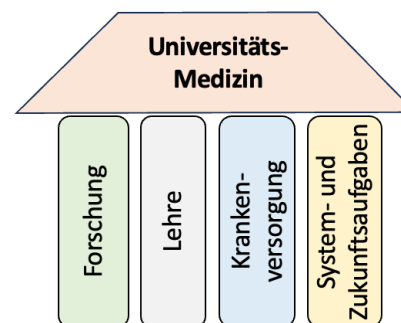 Universitäts-
Medizin
Forschung
Lehre
Kranken-
versorgung
System- und
Zukunftsaufgaben